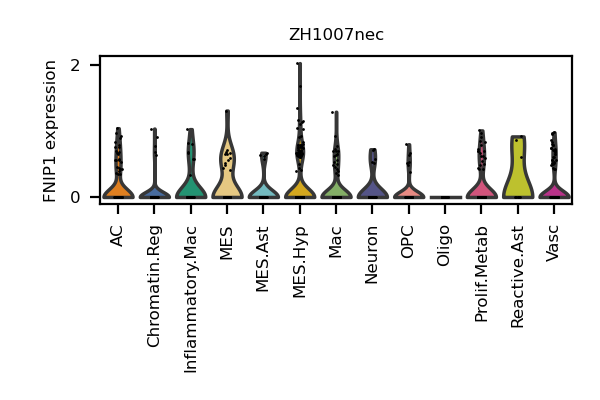 ZH1007nec
FNIP1 expression
2
0
AC
Chromatin.Reg
Inflammatory.Mac
MES
MES.Ast
MES.Hyp
Mac
Neuron
OPC
Oligo
Prolif.Metab
Reactive.Ast
Vasc